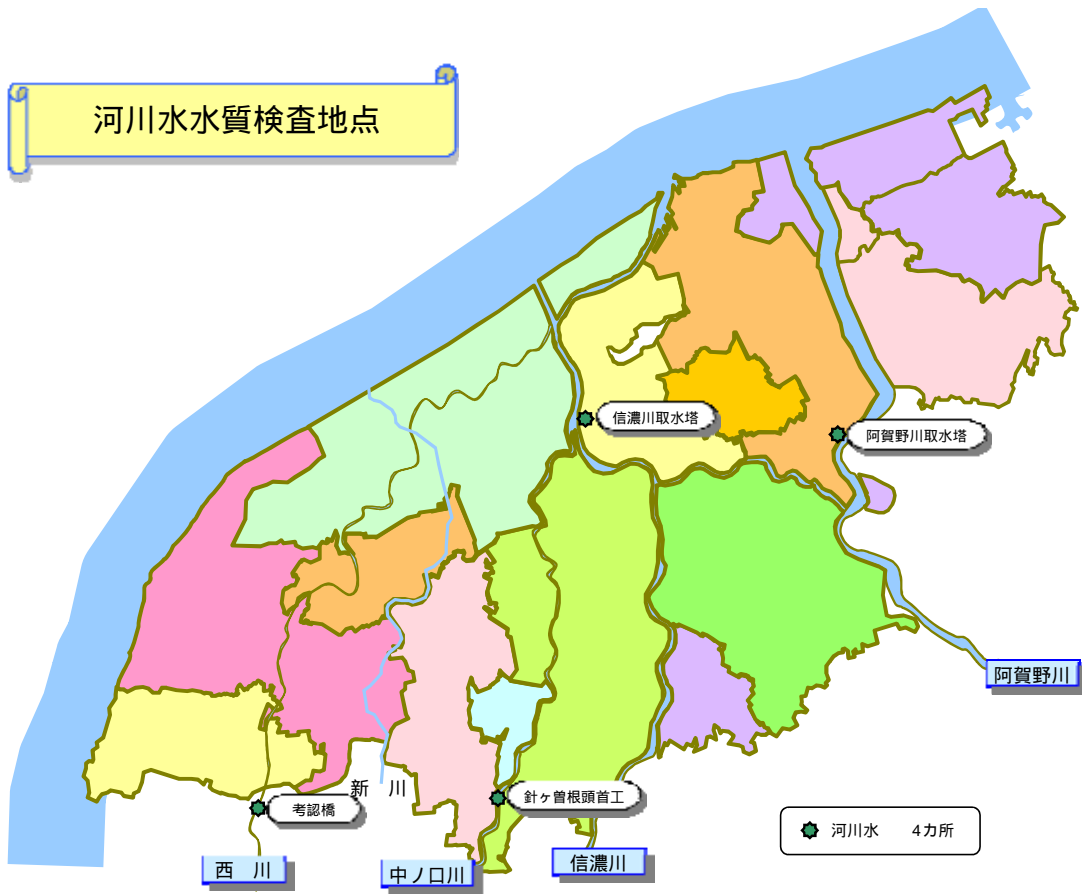 河川水水質検査地点
信濃川取水塔
阿賀野川取水塔
阿賀野川
新　川
針ヶ曽根頭首工
考認橋
河川水　4カ所
西　川
中ノ口川
信濃川